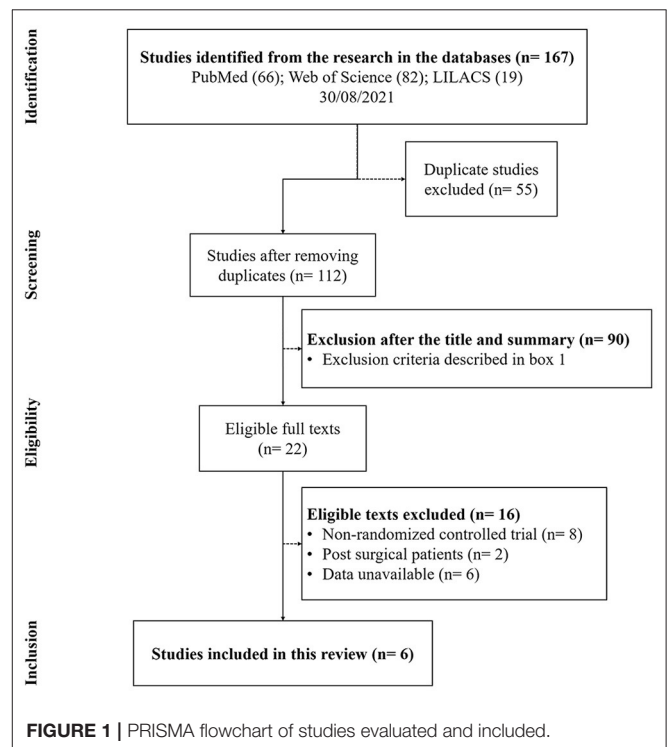 Identification
Studies identified from the research in the databases (n= 167)
PubMed (66); Web of Science (82); LILACS (19)
30/08/2021
Duplicate studies
excluded (n= 55)
Screening
Studies after removing
duplicates (n= 112)
Exclusion after the title and summary (n= 90)
• Exclusion criteria described in box 1
Eligibility
Eligible full texts
(n= 22)
Eligible texts excluded (n= 16)
• Non-randomized controlled trial (n= 8)
• Post surgical patients (n= 2)
• Data unavailable (n= 6)
Inclusion
Studies included in this review (n= 6)
FIGURE 1 | PRISMA flowchart of studies evaluated and included.